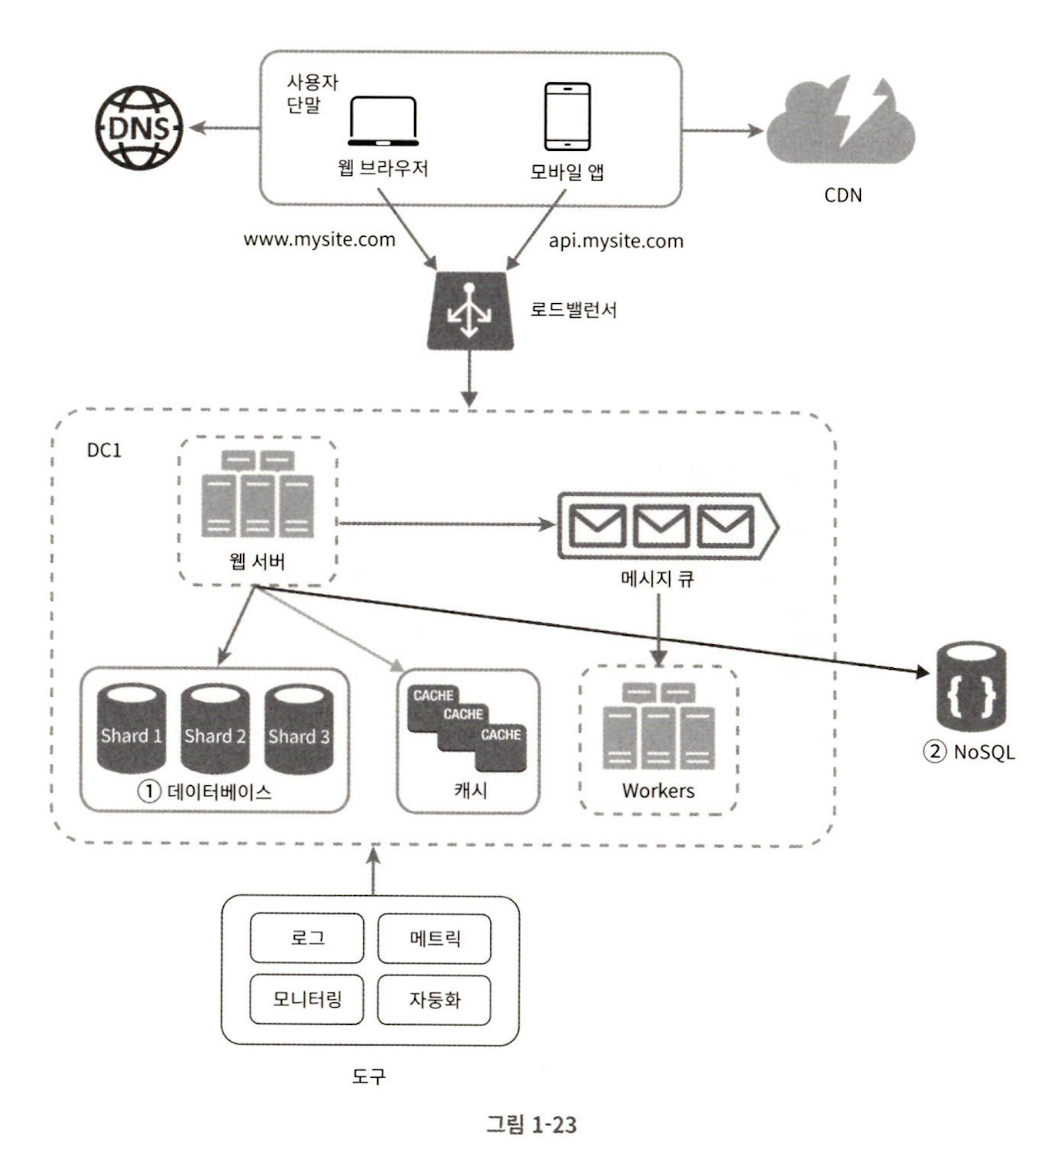 사용자
단말
DNS
웹 브라우저
모바일 앱
CDN
www.mysite.com
api.mysite.com
로드밸런서
DC1
웹 서버
메시지 큐
Shard 1
Shard 2
Shard 3
① 데이터베이스
CACHE
CACHE
CACHE
캐시
Workers
{ }
② NoSQL
로그
메트릭
모니터링
자동화
도구
그림 1-23